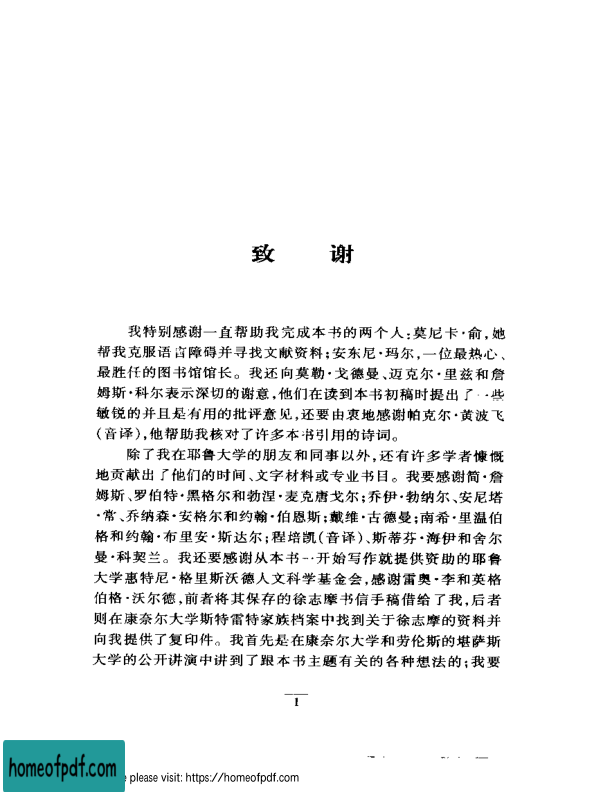 致 谢
我特别感谢一直帮助我完成本书的两个人:莫尼卡·俞,她
帮我克服语言障碍并寻找文献资料;安东尼·玛尔,一位最热心、
最胜任的图书馆馆长。我还向莫勒·戈德曼、迈克尔·里兹和詹
姆斯·科尔表示深切的谢意,他们在读到本书初稿时提出了一些
敏锐的并且是有用的批评意见,还要由衷地感谢帕克尔·黄波飞
(音译),他帮助我核对了许多本书引用的诗词。
除了我在耶鲁大学的朋友和同事以外,还有许多学者慷慨
地贡献出了他们的时间、文字材料或专业书目。我要感谢简·詹
姆斯、罗伯特·黑格尔和勃涅·麦克唐戈尔;乔伊·勃纳尔、安尼塔
·常、乔纳森·安格尔和约翰·伯恩斯;戴维·古德曼;南希·里温伯
格和约翰·布里安·斯达尔;程培凯(音译)、斯蒂芬·海伊和舍尔
曼·科契兰。我还要感谢从本书一开始写作就提供资助的耶鲁
大学惠特尼·格里斯沃德人文科学基金会,感谢雷奥·李和英格
伯格·沃尔德,前者将其保存的徐志摩书信手稿借给了我,后者
则在康奈尔大学斯特雷特家族档案中找到关于徐志摩的资料并
向我提供了复印件。我首先是在康奈尔大学和劳伦斯的堪萨斯
大学的公开讲演中讲到了跟本书主题有关的各种想法的;我要
1
homeofpdf.com
e please visit: https://homeofpdf.com